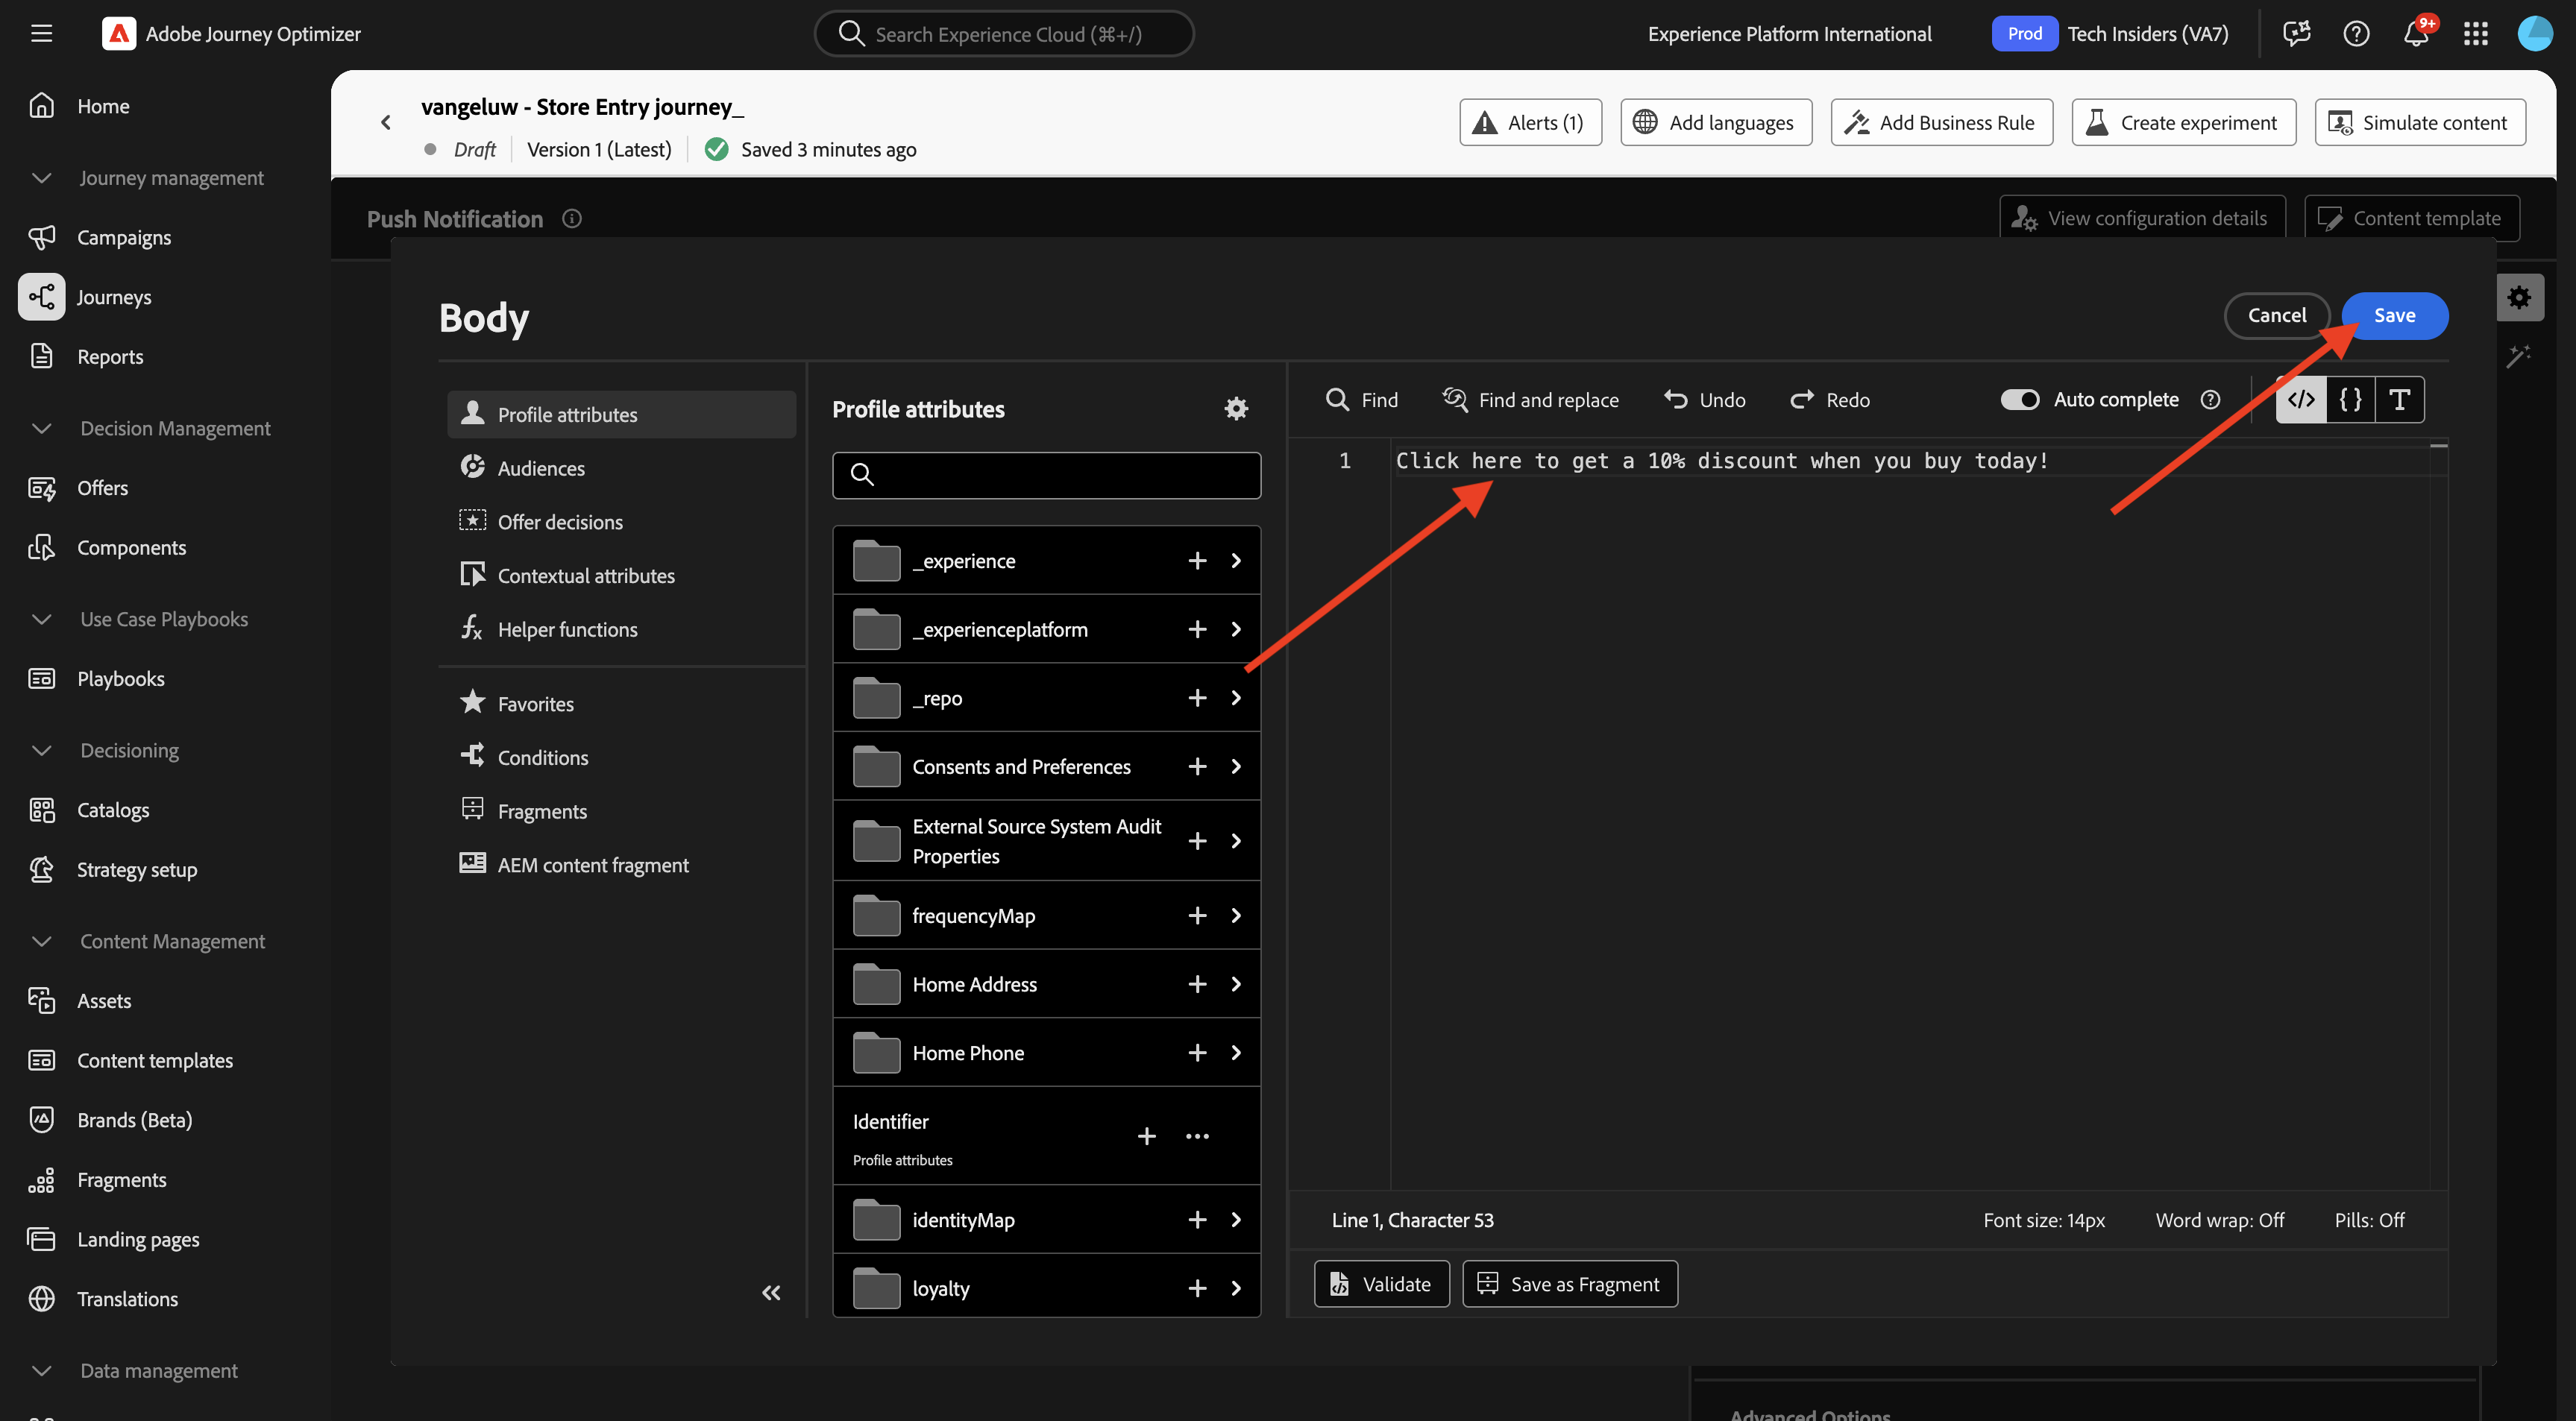 Adobe Journey Optimizer
Search Experience Cloud (⌘+/)
Experience Platform International
Prod
Tech Insiders (VA7)
9+
Home
Journey management
Campaigns
Journeys
Reports
Decision Management
Offers
Components
Use Case Playbooks
Playbooks
Decisioning
Catalogs
Strategy setup
Content Management
Assets
Content templates
Brands (Beta)
Fragments
Landing pages
Translations
Data management
vangeluw - Store Entry journey_
Draft
Version 1 (Latest)
Saved 3 minutes ago
Alerts (1)
Add languages
Add Business Rule
Create experiment
Simulate content
Push Notification
View configuration details
Content template
Body
Cancel
Save
Profile attributes
Audiences
Offer decisions
Contextual attributes
Helper functions
Favorites
Conditions
Fragments
AEM content fragment
Profile attributes
_experience
_experienceplatform
_repo
Consents and Preferences
External Source System Audit
Properties
frequencyMap
Home Address
Home Phone
Identifier
Profile attributes
identityMap
loyalty
Find
Find and replace
Undo
Redo
Auto complete
1
Click here to get a 10% discount when you buy today!
Line 1, Character 53
Font size: 14px
Word wrap: Off
Pills: Off
Validate
Save as Fragment
Advanced Options